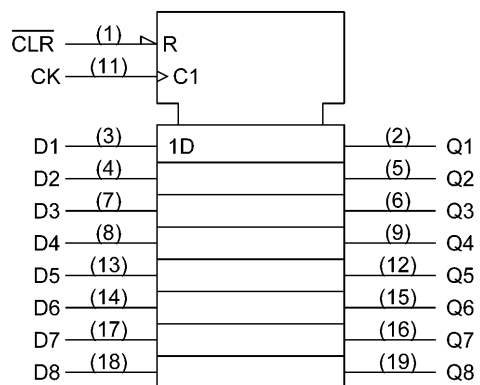 CLR (1) R
CK (11) C1
D1 (3) 1D (2) Q1
D2 (4) (5) Q2
D3 (7) (6) Q3
D4 (8) (9) Q4
D5 (13) (12) Q5
D6 (14) (15) Q6
D7 (17) (16) Q7
D8 (18) (19) Q8